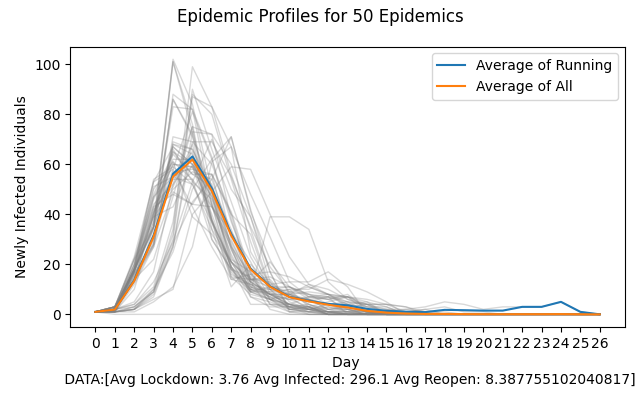 Epidemic Profiles for 50 Epidemics
Average of Running
Average of All
Newly Infected Individuals
100
80
60
40
20
0
0 1 2 3 4 5 6 7 8 9 10 11 12 13 14 15 16 17 18 19 20 21 22 23 24 25 26
Day
DATA:[Avg Lockdown: 3.76 Avg Infected: 296.1 Avg Reopen: 8.387755102040817]